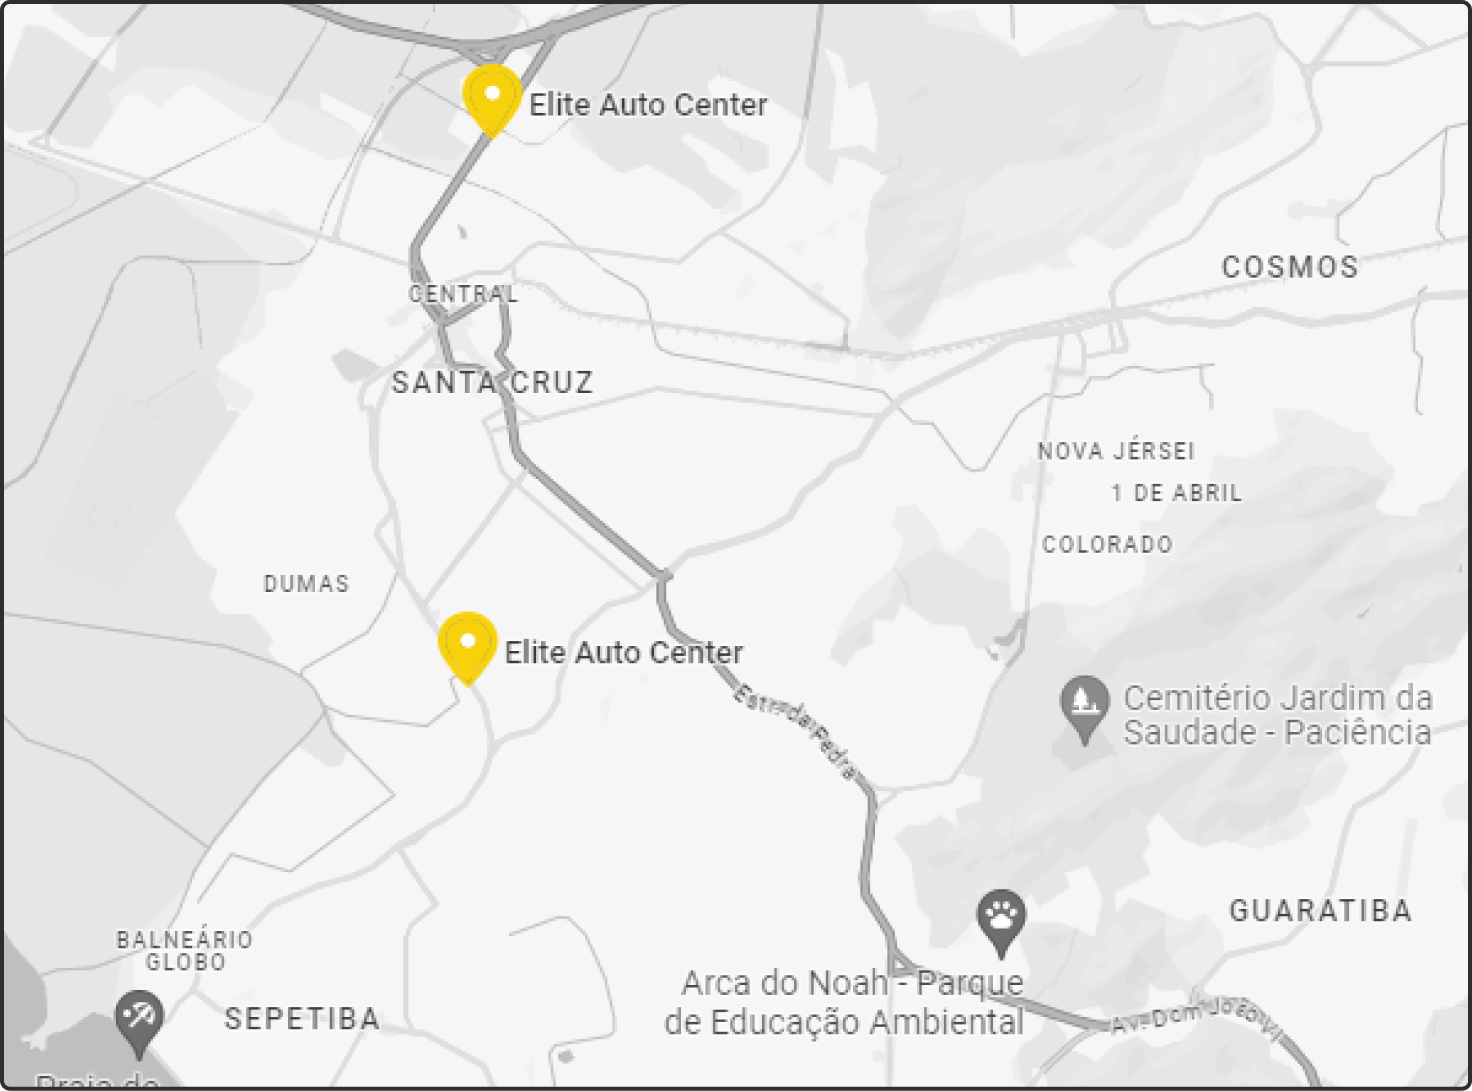 Elite Auto Center
COSMOS
CENTRAL
SANTA CRUZ
NOVA JÉRSEI
1 DE ABRIL
COLORADO
DUMAS
Elite Auto Center
Estr. da Pedra
Cemitério Jardim da
Saudade - Paciência
GUARATIBA
BALNEÁRIO
GLOBO
Arca do Noah - Parque
de Educação Ambiental
SEPETIBA
Av. Dom João VI
Praia de